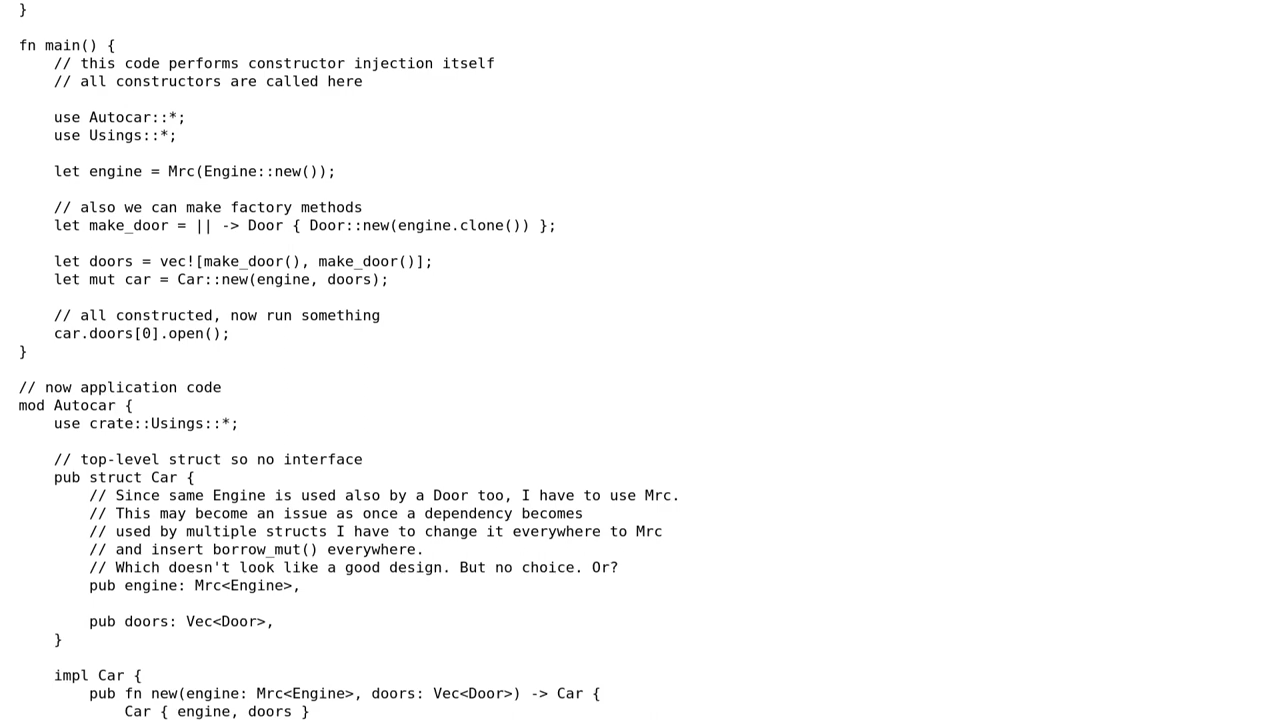 }
fn main() {
    // this code performs constructor injection itself
    // all constructors are called here
    use Autocar::*;
    use Usings::*;
    let engine = Mrc(Engine::new());
    // also we can make factory methods
    let make_door = || -> Door { Door::new(engine.clone()) };
    let doors = vec![make_door(), make_door()];
    let mut car = Car::new(engine, doors);
    // all constructed, now run something
    car.doors[0].open();
}
// now application code
mod Autocar {
    use crate::Usings::*;
    // top-level struct so no interface
    pub struct Car {
        // Since same Engine is used also by a Door too, I have to use Mrc.
        // This may become an issue as once a dependency becomes
        // used by multiple structs I have to change it everywhere to Mrc
        // and insert borrow_mut() everywhere.
        // Which doesn't look like a good design. But no choice. Or?
        pub engine: Mrc<Engine>,
        pub doors: Vec<Door>,
    }
    impl Car {
        pub fn new(engine: Mrc<Engine>, doors: Vec<Door>) -> Car {
            Car { engine, doors }